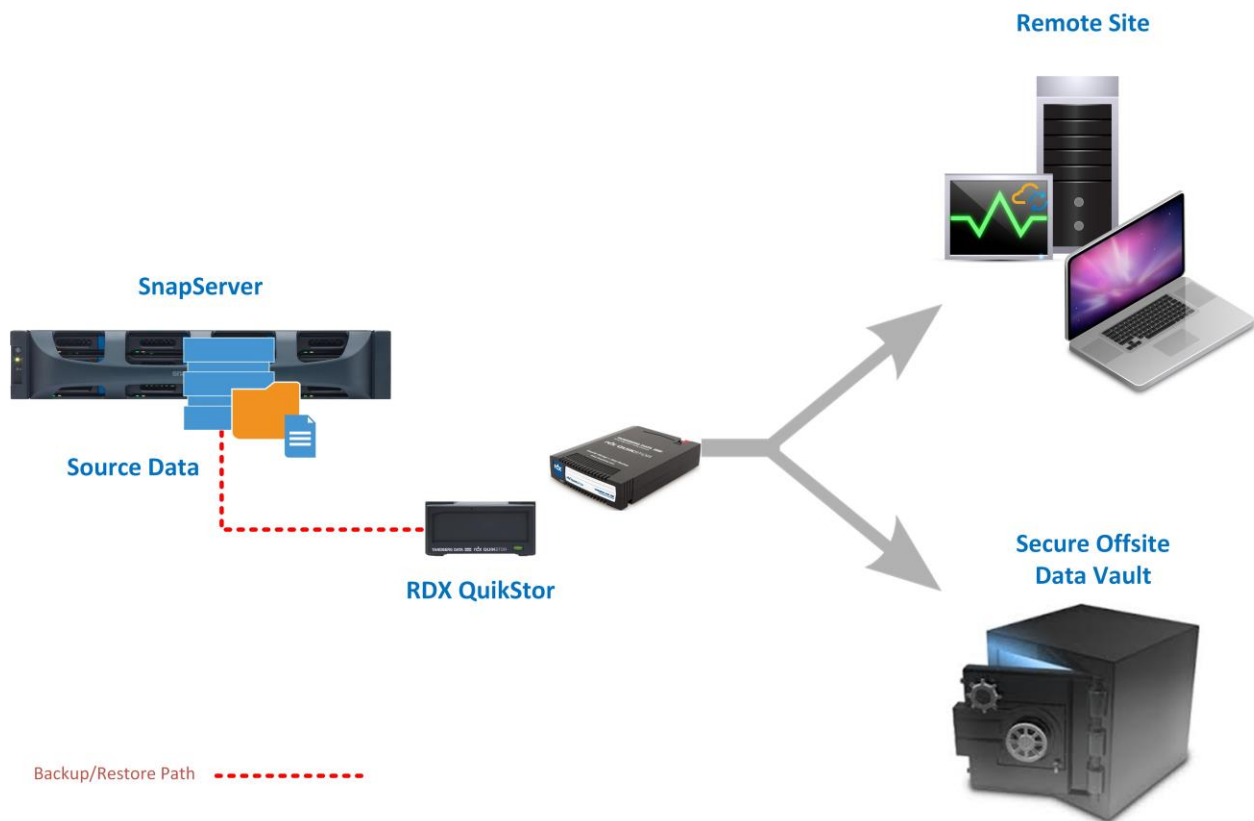 Remote Site
SnapServer
Source Data
RDX QuikStor
Secure Offsite
Data Vault
Backup/Restore Path